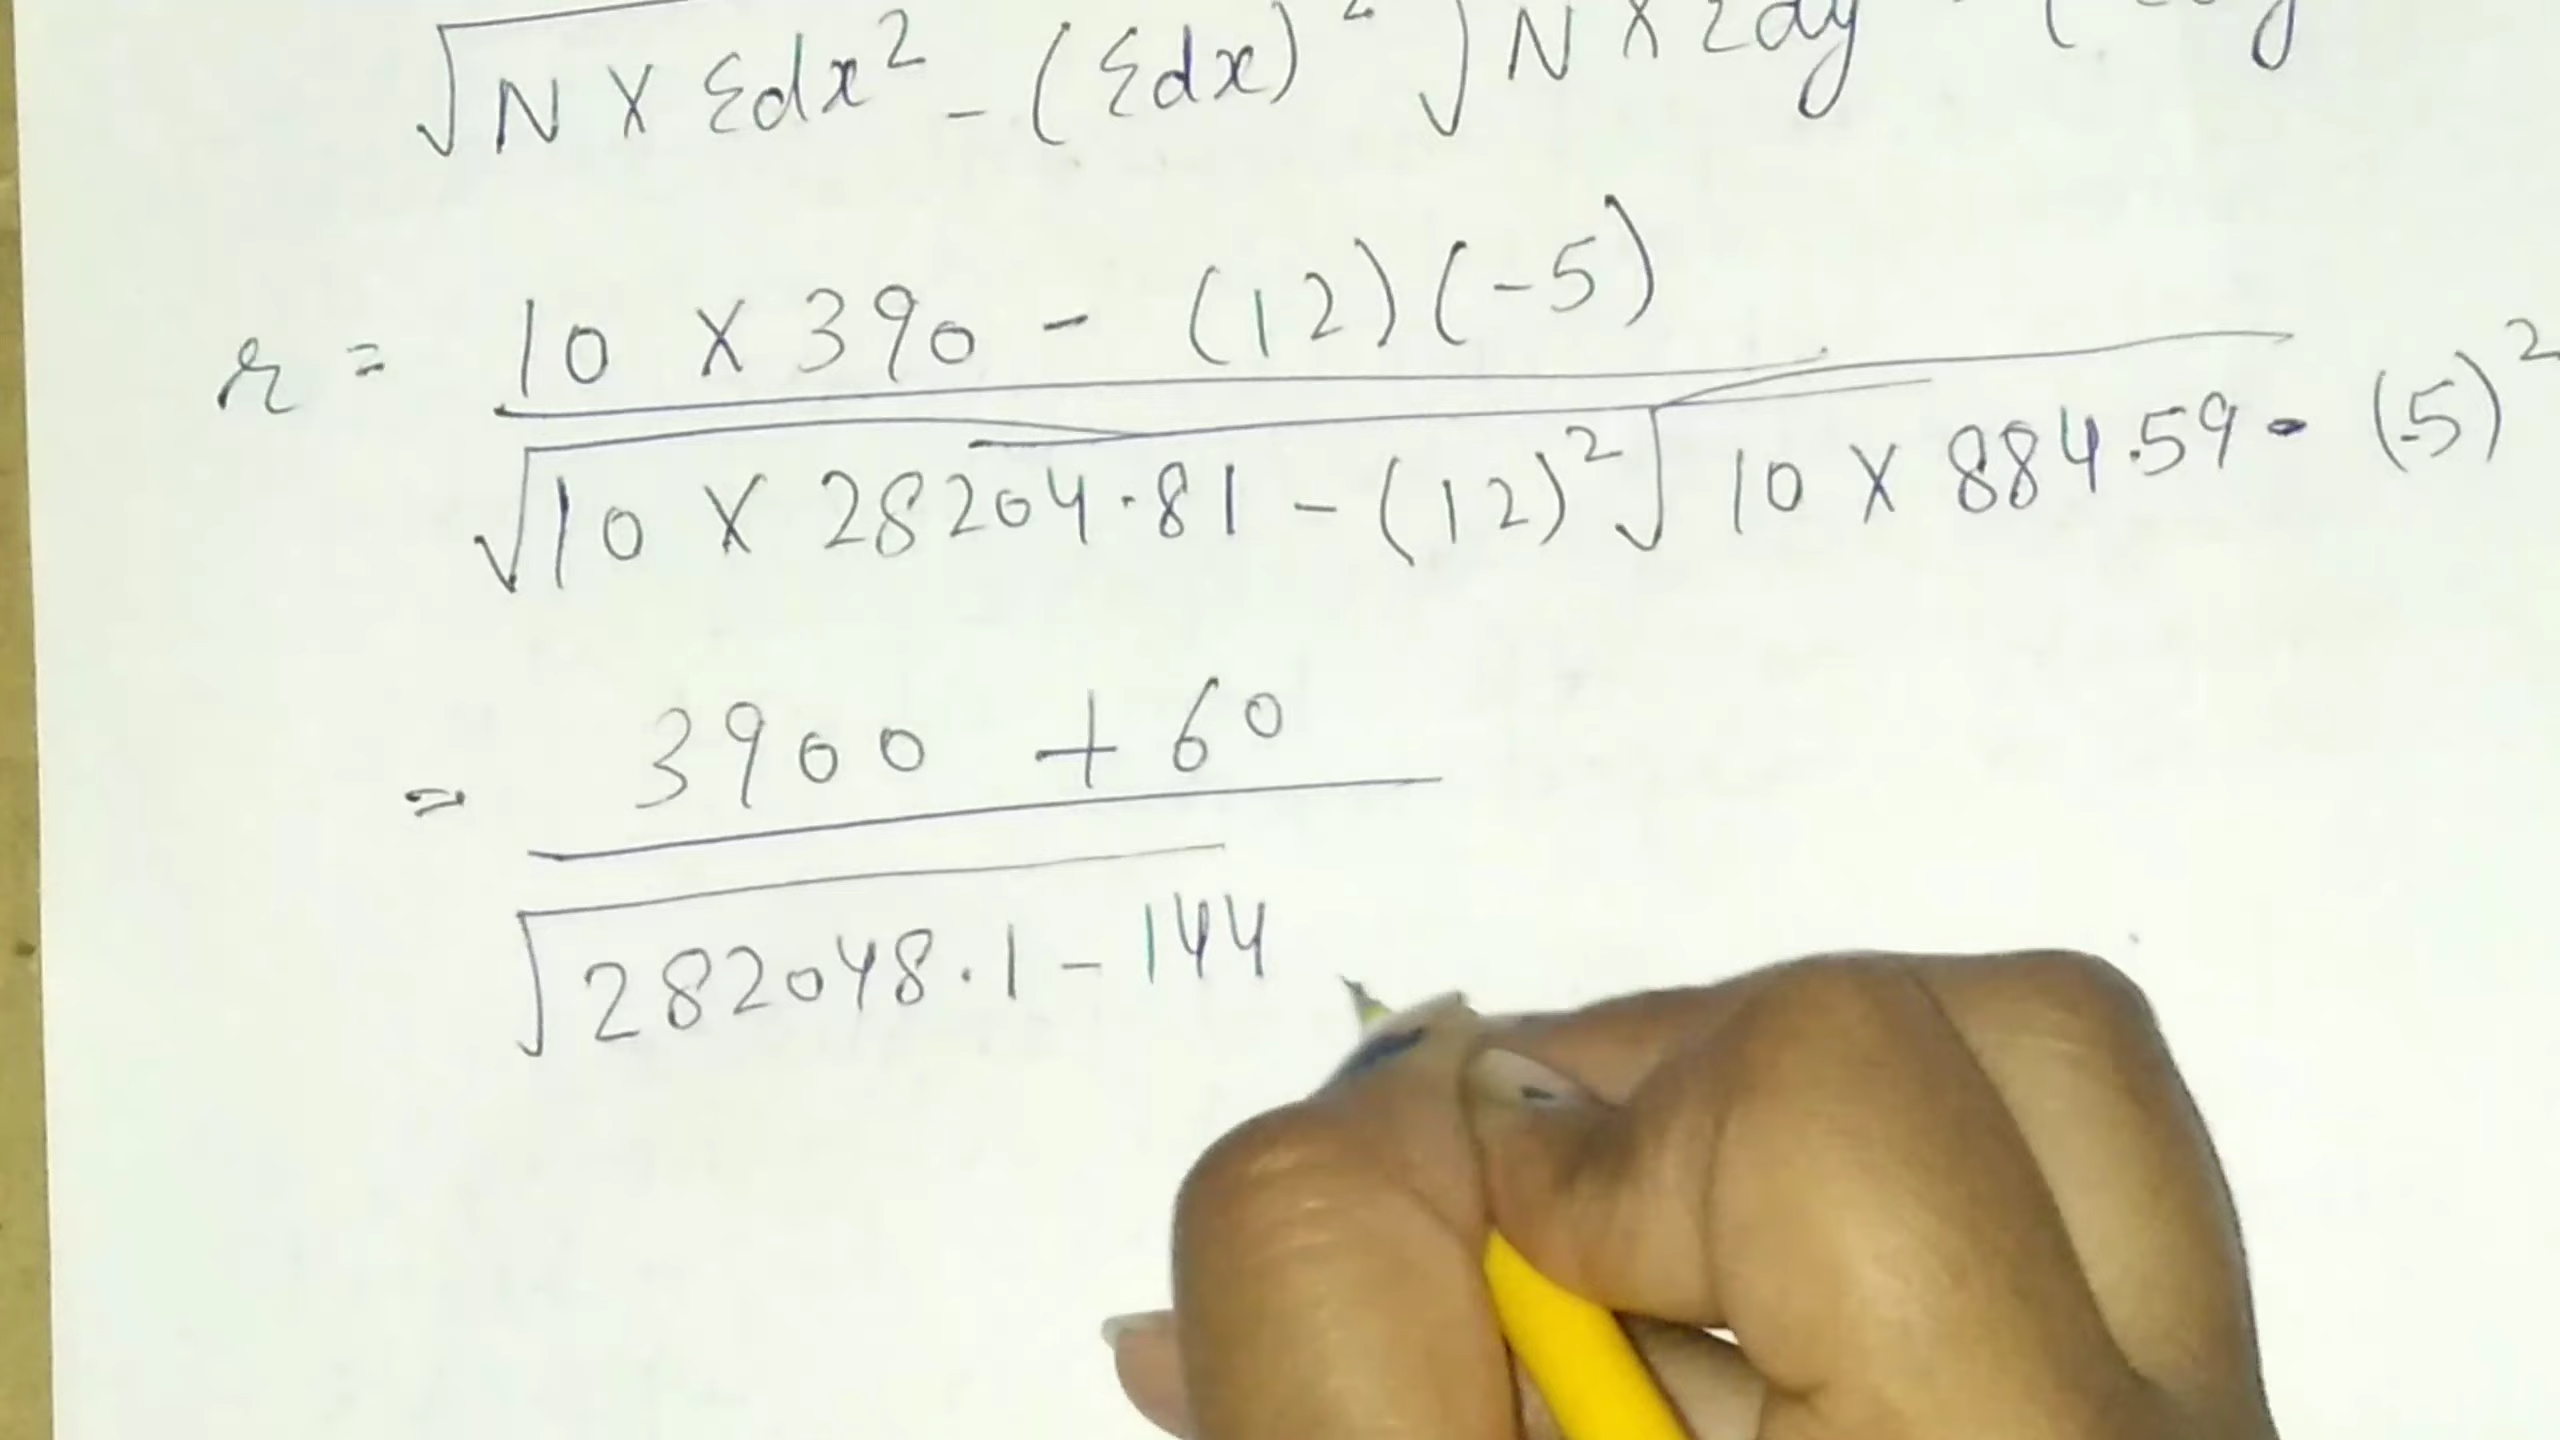 √N X Σdx² - (Σdx)² √N X Σdy
r = 10 X 390 - (12)(-5)
√10 X 28204.81 - (12)² √10 X 884.59 - (-5)²
= 3900 + 60
√282048.1 - 144